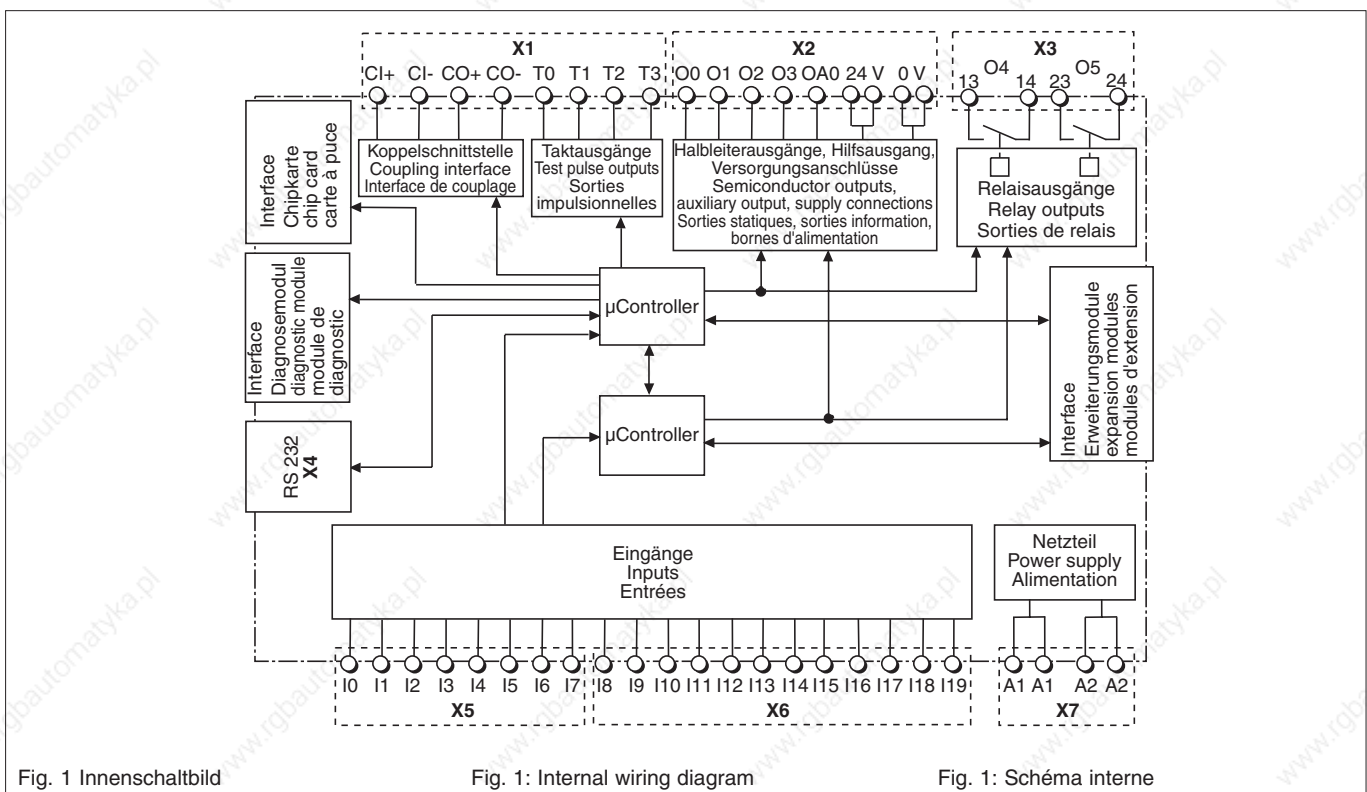 X1 X2 X3
CI+ CI- CO+ CO- T0 T1 T2 T3 O0 O1 O2 O3 OA0 24 V 0 V 13 O4 14 23 O5 24
Interface
Chipkarte
chip card
carte à puce
Koppelschnittstelle
Coupling interface
Interface de couplage
Taktausgänge
Test pulse outputs
Sorties
impulsionnelles
Halbleiterausgänge, Hilfsausgang,
Versorgungsanschlüsse
Semiconductor outputs,
auxiliary output, supply connections
Sorties statiques, sorties information,
bornes d'alimentation
Relaisausgänge
Relay outputs
Sorties de relais
Interface
Diagnosemodul
diagnostic module
module de
diagnostic
µController
µController
Interface
Erweiterungsmodule
expansion modules
modules d'extension
RS 232
X4
Eingänge
Inputs
Entrées
Netzteil
Power supply
Alimentation
I0 I1 I2 I3 I4 I5 I6 I7 I8 I9 I10 I11 I12 I13 I14 I15 I16 I17 I18 I19 A1 A1 A2 A2
X5 X6 X7
Fig. 1 Innenschaltbild
Fig. 1: Internal wiring diagram
Fig. 1: Schéma interne
www.rgbautomatyka.pl